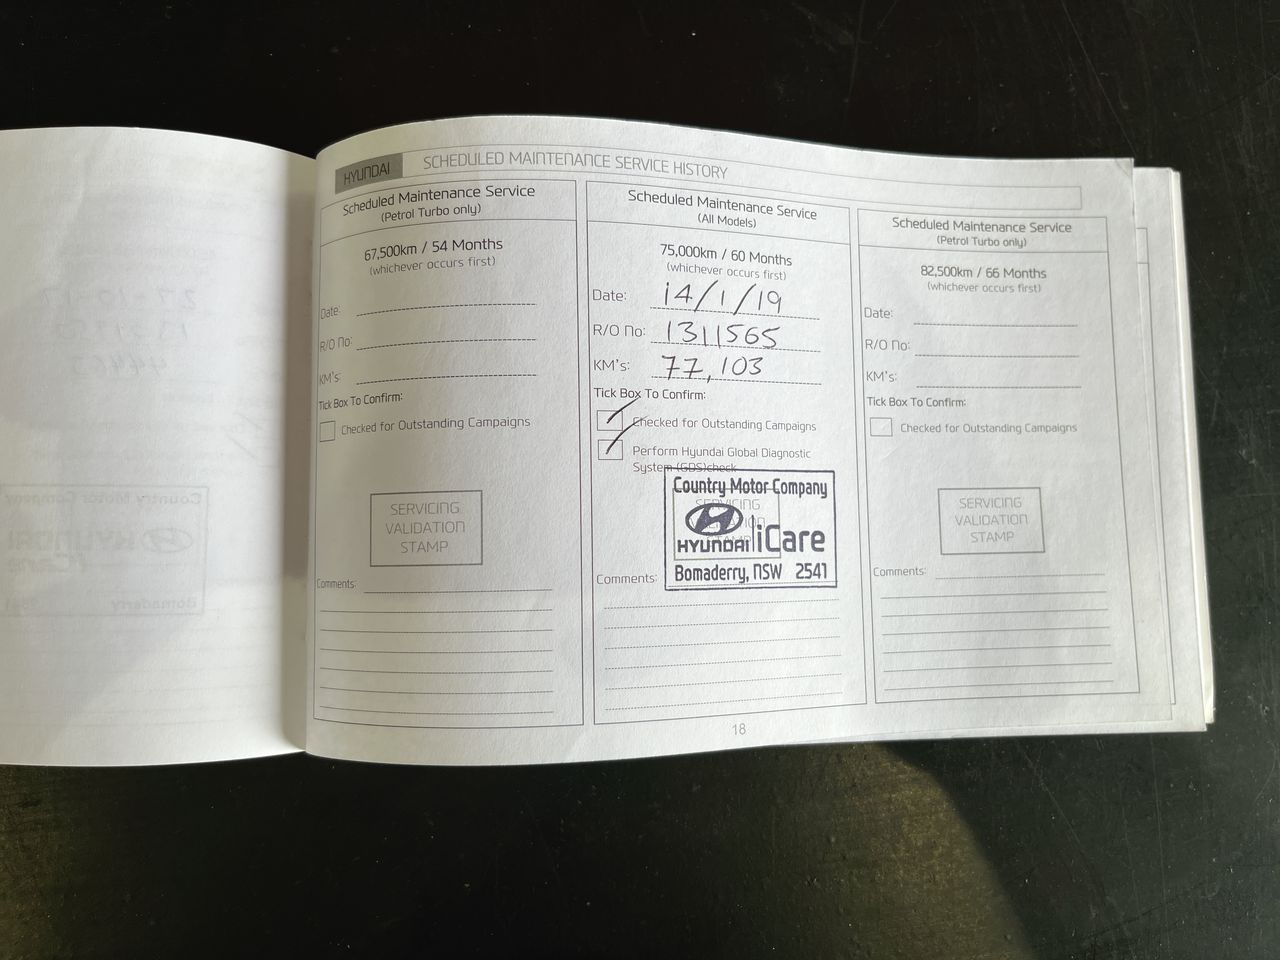 HYUNDAI SCHEDULED MAINTENANCE SERVICE HISTORY
Scheduled Maintenance Service
(Petrol Turbo only)
67,500km / 54 Months
(whichever occurs first)
Date:
R/O No:
KM's:
Tick Box To Confirm:
Checked for Outstanding Campaigns
SERVICING
VALIDATION
STAMP
Comments:
Scheduled Maintenance Service
(All Models)
75,000km / 60 Months
(whichever occurs first)
Date: 14/1/19
R/O No: 1311565
KM's: 77,103
Tick Box To Confirm:
Checked for Outstanding Campaigns
Perform Hyundai Global Diagnostic
System (GDS)check
Country Motor Company
SERVICING
HYUNDAI iCare
Bomaderry, NSW 2541
Comments:
Scheduled Maintenance Service
(Petrol Turbo only)
82,500km / 66 Months
(whichever occurs first)
Date:
R/O No:
KM's:
Tick Box To Confirm:
Checked for Outstanding Campaigns
SERVICING
VALIDATION
STAMP
Comments:
18